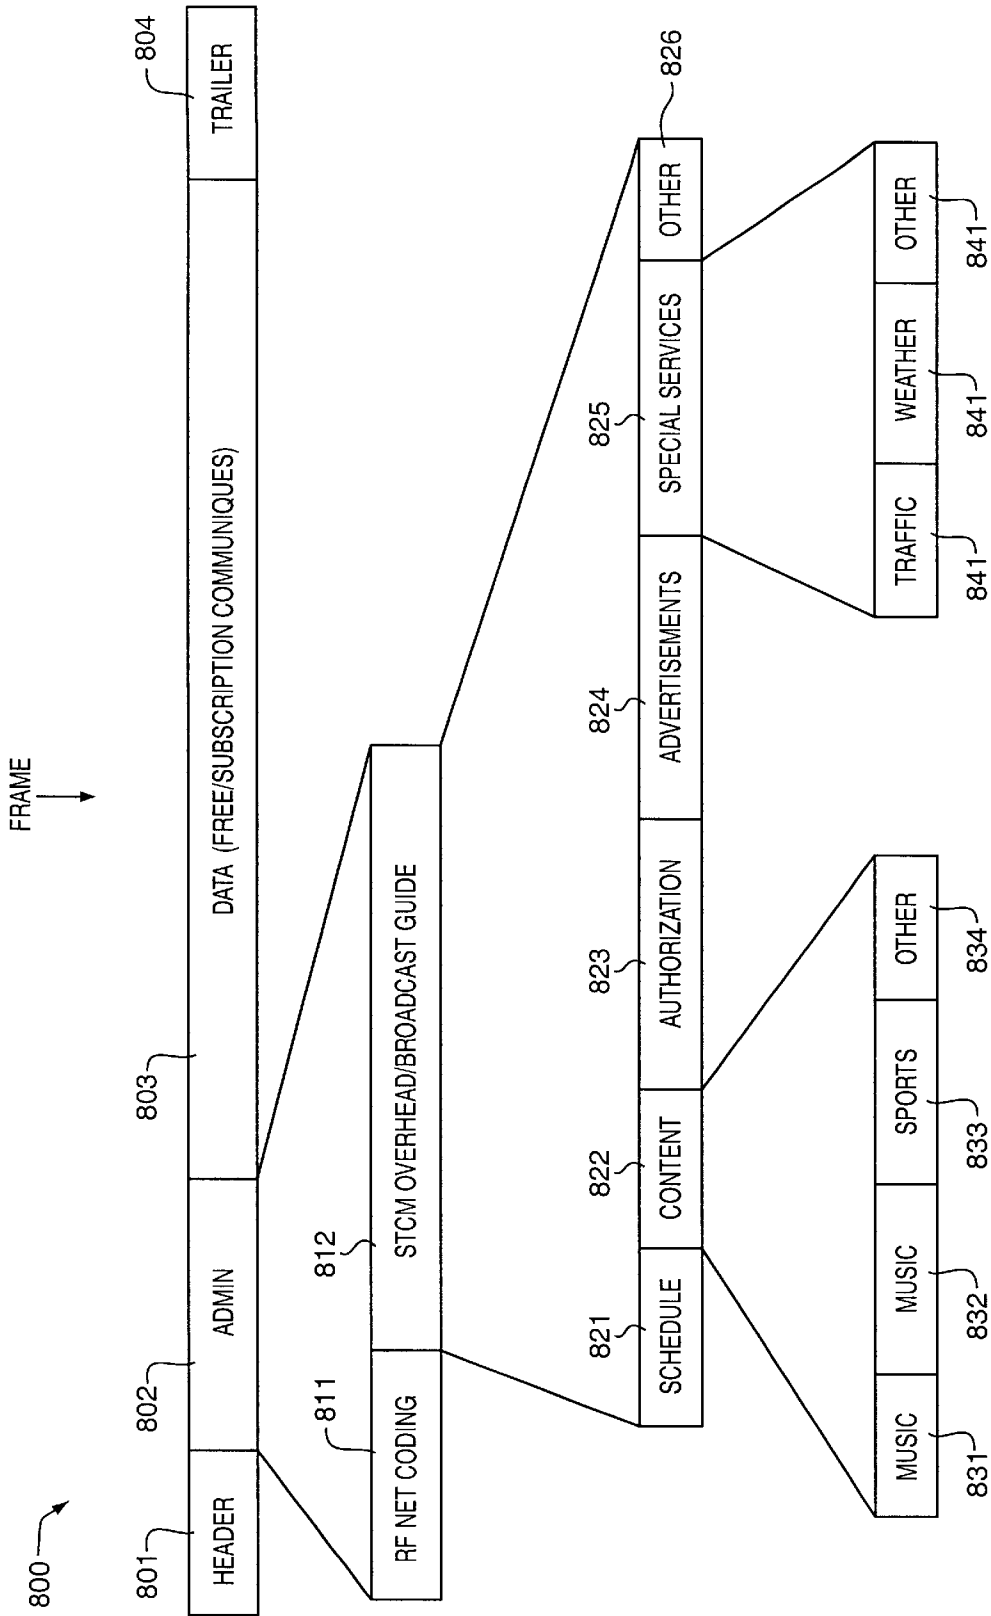 FRAME
800
801
802
803
804
HEADER
ADMIN
DATA (FREE/SUBSCRIPTION COMMUNIQUES)
TRAILER
811
812
RF NET CODING
STCM OVERHEAD/BROADCAST GUIDE
821
822
823
824
825
826
SCHEDULE
CONTENT
AUTHORIZATION
ADVERTISEMENTS
SPECIAL SERVICES
OTHER
MUSIC
MUSIC
SPORTS
OTHER
TRAFFIC
WEATHER
OTHER
831
832
833
834
841
841
841